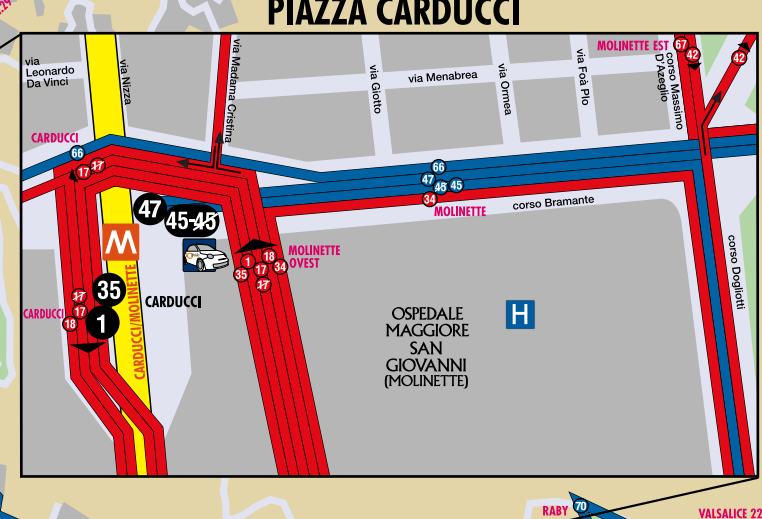 PIAZZA CARDUCCI
via
Leonardo
Da Vinci
via Nizza
via Madama Cristina
via Giotto
via Menabrea
via Ormea
via Foà Pio
MOLINETTE EST
67
42
corso Massimo
D'Azeglio
42
CARDUCCI
66
17
17
66
47
48
45
34
MOLINETTE
corso Bramante
47
45-45
M
CARDUCCI/MOLINETTE
MOLINETTE
OVEST
1
18
35
17
34
17
35
1
CARDUCCI
CARDUCCI
17
17
18
OSPEDALE
MAGGIORE
SAN
GIOVANNI
(MOLINETTE)
H
corso Dogliotti
RABY
70
VALSALICE 22